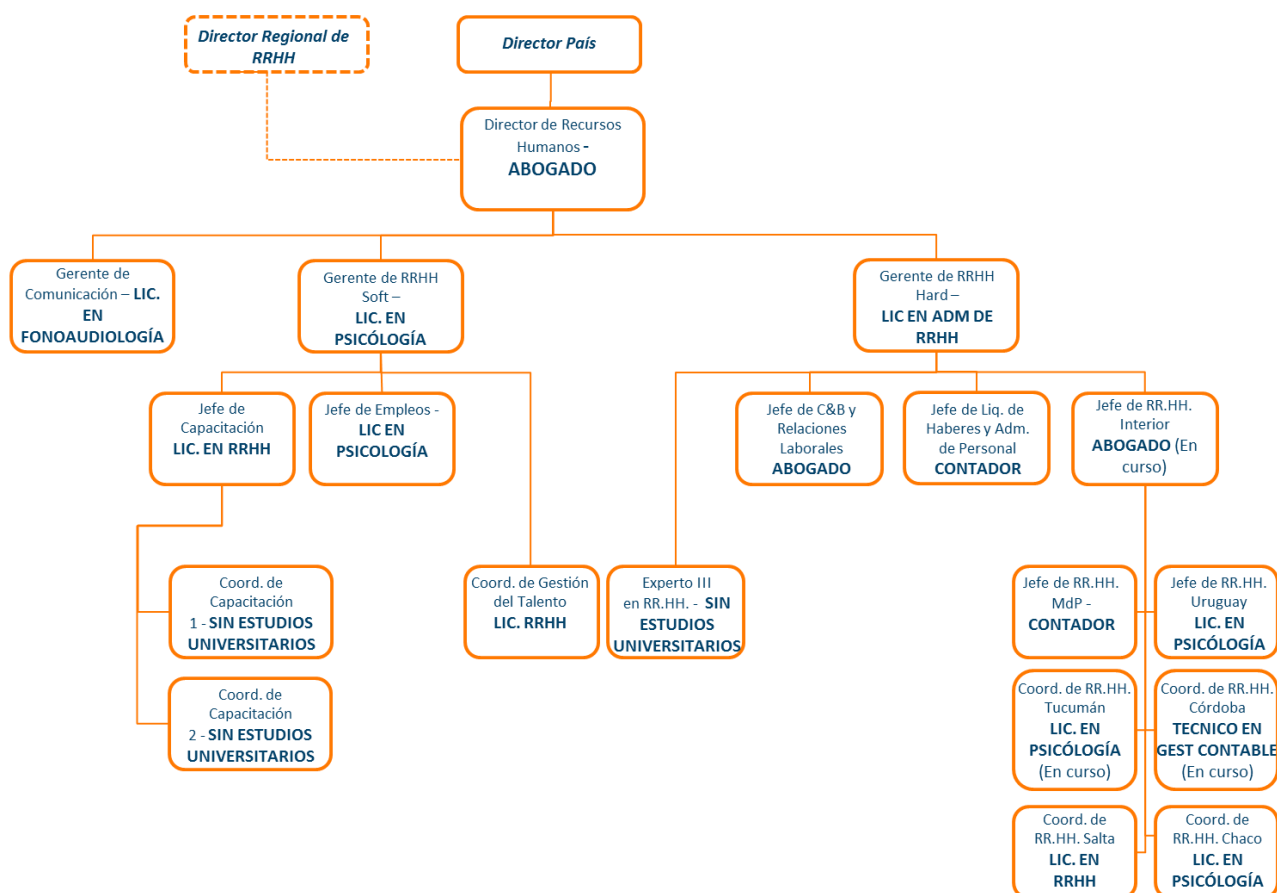 Director Regional de
RRHH
Director País
Director de Recursos
Humanos -
ABOGADO
Gerente de
Comunicación – LIC.
EN
FONOAUDIOLOGÍA
Gerente de RRHH
Soft –
LIC. EN
PSICÓLOGÍA
Gerente de RRHH
Hard –
LIC EN ADM DE
RRHH
Jefe de
Capacitación
LIC. EN RRHH
Jefe de Empleos -
LIC EN
PSICOLOGÍA
Jefe de C&B y
Relaciones
Laborales
ABOGADO
Jefe de Liq. de
Haberes y Adm.
de Personal
CONTADOR
Jefe de RR.HH.
Interior
ABOGADO (En
curso)
Coord. de
Capacitación
1 - SIN ESTUDIOS
UNIVERSITARIOS
Coord. de Gestión
del Talento
LIC. RRHH
Experto III
en RR.HH. - SIN
ESTUDIOS
UNIVERSITARIOS
Jefe de RR.HH.
MdP -
CONTADOR
Jefe de RR.HH.
Uruguay
LIC. EN
PSICÓLOGÍA
Coord. de
Capacitación
2 - SIN ESTUDIOS
UNIVERSITARIOS
Coord. de RR.HH.
Tucumán
LIC. EN
PSICÓLOGÍA
(En curso)
Coord. de RR.HH.
Córdoba
TECNICO EN
GEST CONTABLE
(En curso)
Coord. de
RR.HH. Salta
LIC. EN
RRHH
Coord. de
RR.HH. Chaco
LIC. EN
PSICÓLOGÍA